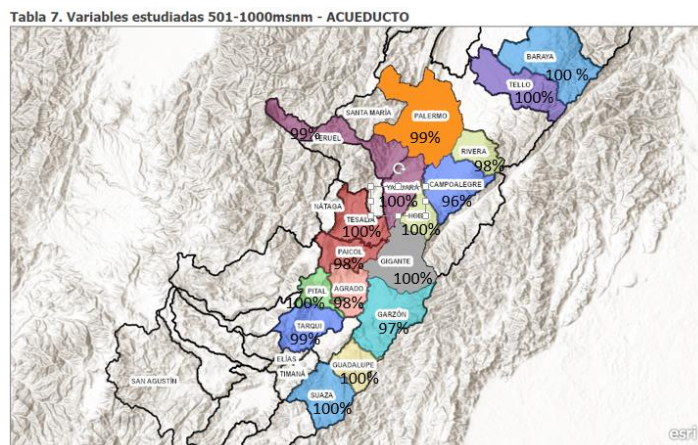 Tabla 7. Variables estudiadas 501-1000msnm - ACUEDUCTO
BARAYA
100 %
TELLO
100%
SANTA MARÍA
PALERMO
99%
99%
TERUEL
RIVERA
98%
CAMPOALEGRE
96%
100%
NÁTAGA
TESALIA
100%
100%
PAICOL
98%
GIGANTE
100%
PITAL
100%
AGRADO
98%
GARZÓN
97%
TARQUI
99%
ELÍAS
TIMANÁ
GUADALUPE
100%
SAN AGUSTÍN
SUAZA
100%
esri